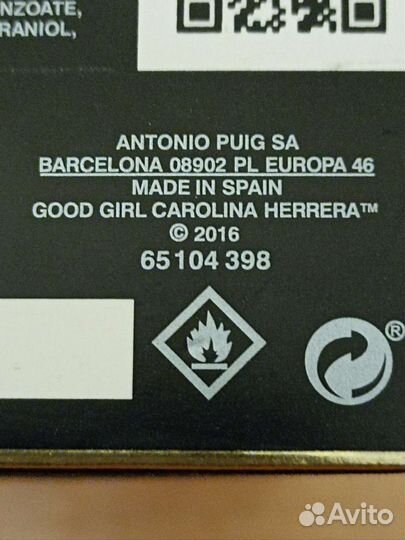 NZOATE,
RANIOL,
ANTONIO PUIG SA
BARCELONA 08902 PL EUROPA 46
MADE IN SPAIN
GOOD GIRL CAROLINA HERRERA™
© 2016
65104 398
®
Avito